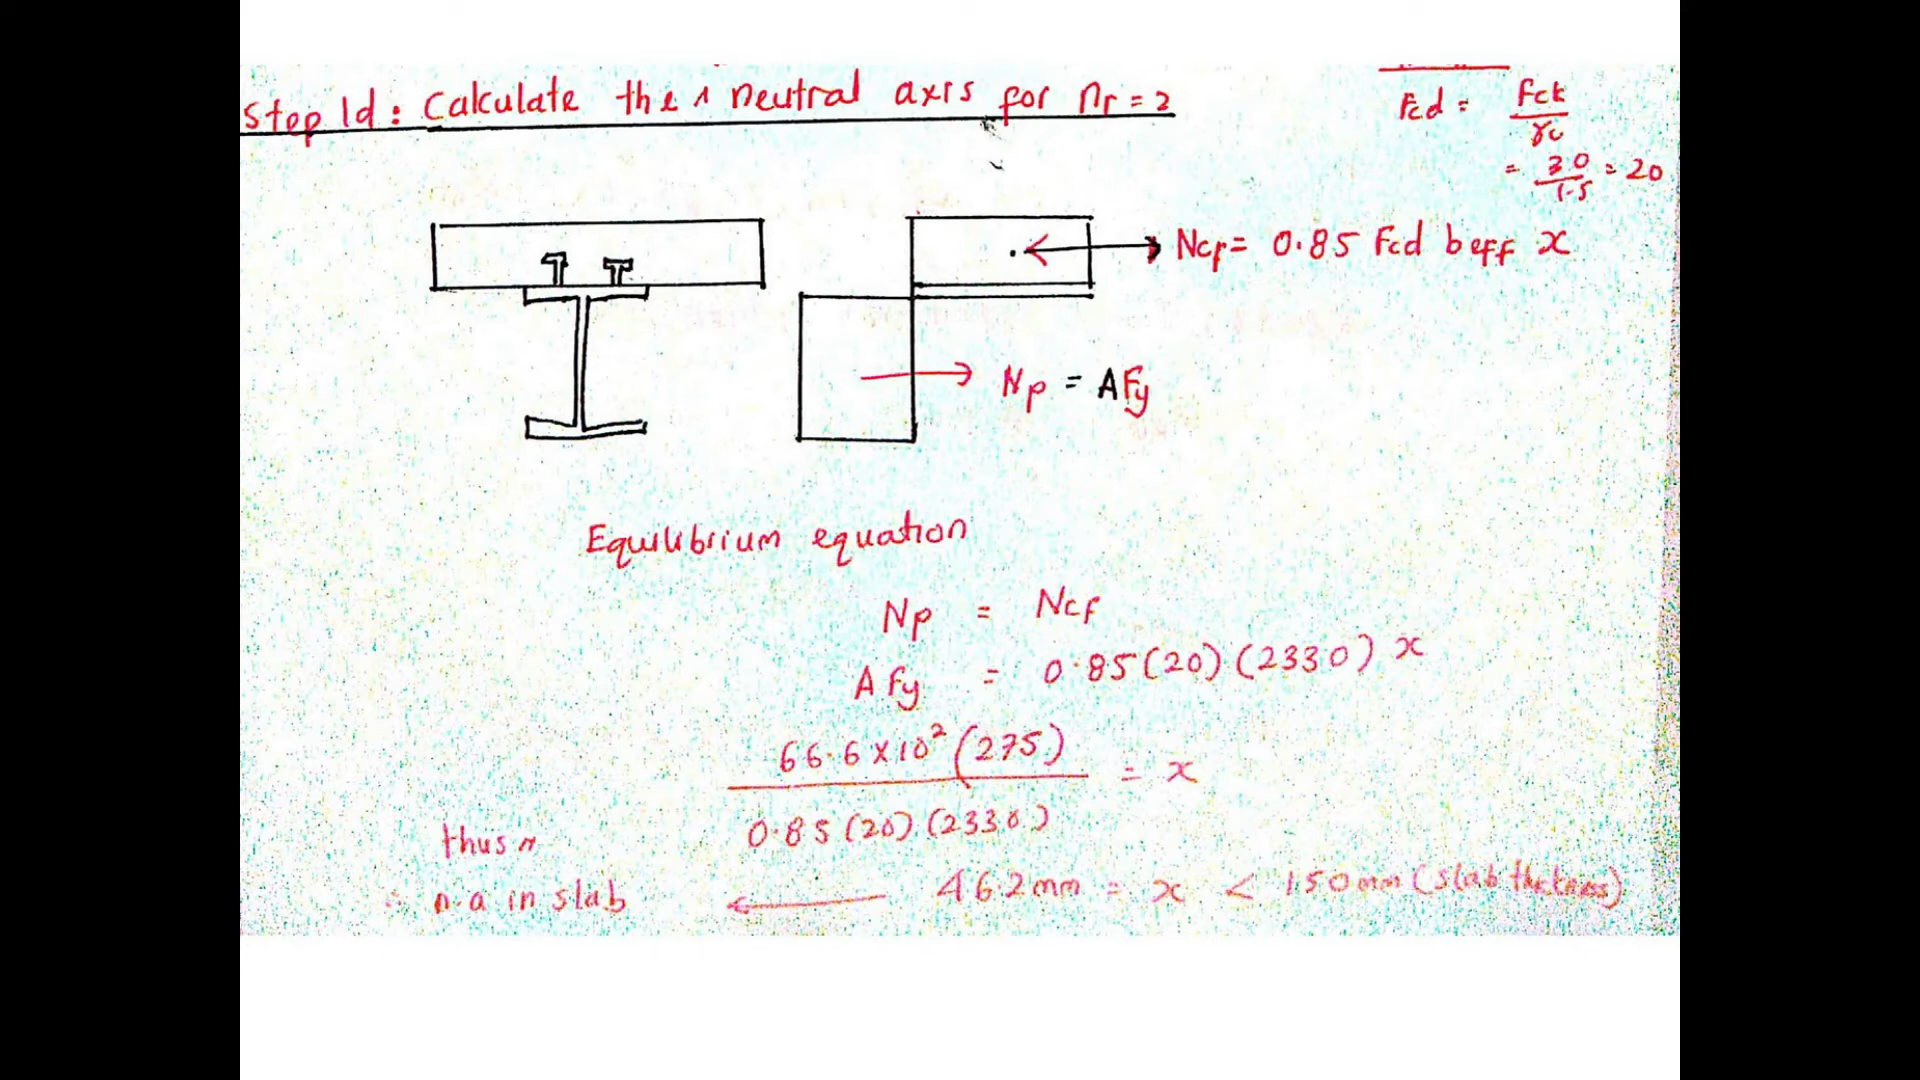 Step 1d: Calculate the neutral axis for nr = 2
Fcd = Fck / γc
= 30 / 1.5 = 20
Ncf = 0.85 Fcd beff x
Np = AFy
Equilibrium equation
Np = Ncf
AFy = 0.85(20)(2330) x
66.6 x 10² (275) = x
0.85(20)(2330)
thus
∴ n.a in slab ← 46.2mm = x < 150mm (slab thickness)